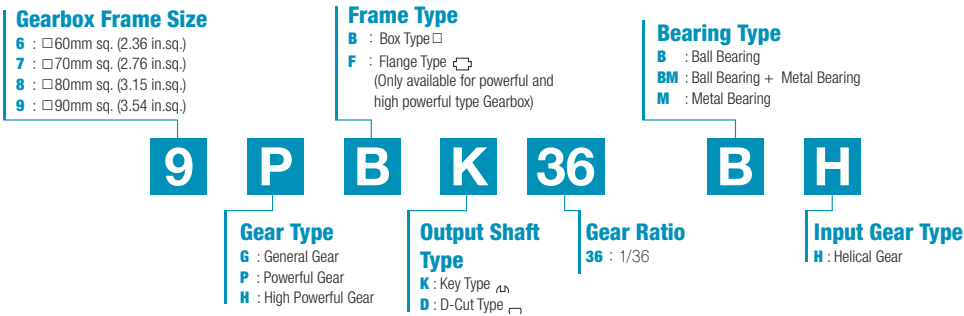 Gearbox Frame Size
6 : □60mm sq. (2.36 in.sq.)
7 : □70mm sq. (2.76 in.sq.)
8 : □80mm sq. (3.15 in.sq.)
9 : □90mm sq. (3.54 in.sq.)
Frame Type
B : Box Type□
F : Flange Type
(Only available for powerful and
high powerful type Gearbox)
Bearing Type
B : Ball Bearing
BM : Ball Bearing + Metal Bearing
M : Metal Bearing
9 P B K 36 B H
Gear Type
G : General Gear
P : Powerful Gear
H : High Powerful Gear
Output Shaft
Type
K : Key Type
D : D-Cut Type
Gear Ratio
36 : 1/36
Input Gear Type
H : Helical Gear